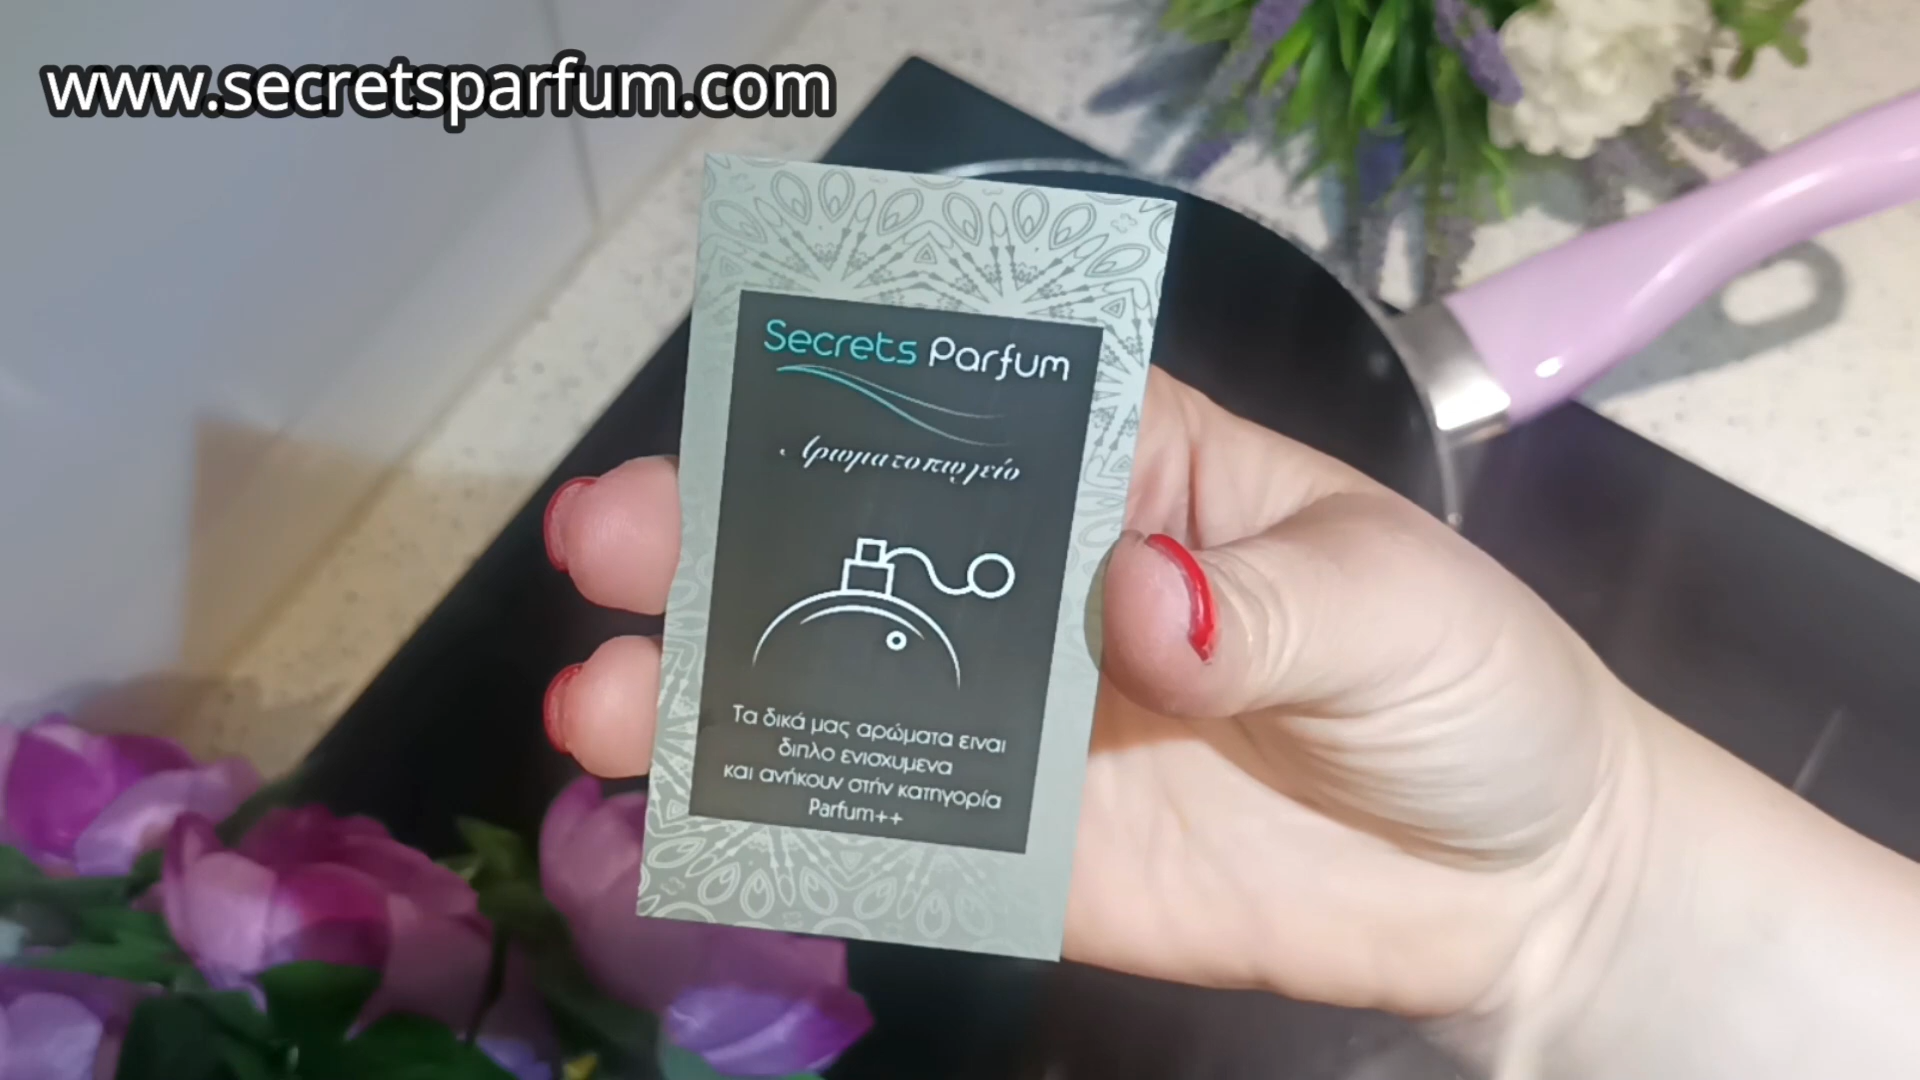 www.secretsparfum.com
Secrets Parfum
Αρωματοπωλείο
Τα δικά μας αρώματα ειναι
διπλο ενισχυμενα
και ανήκουν στήν κατηγορία
Parfum++